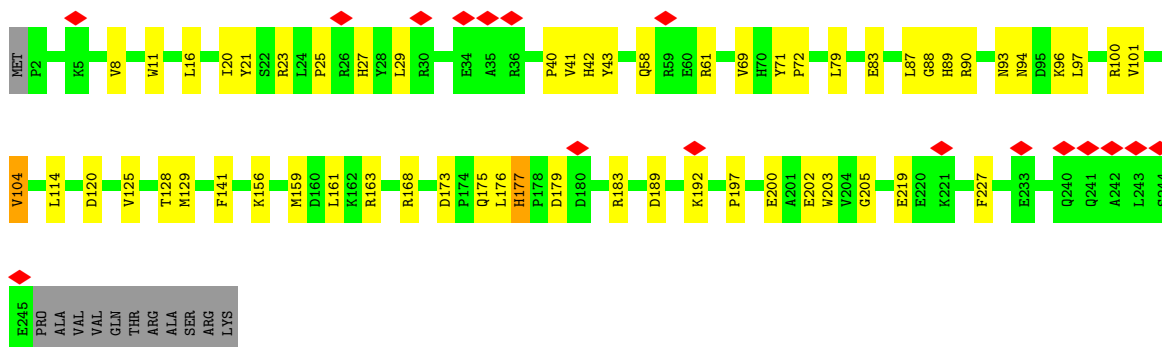 MET P2 K5 V8 W11 L16 I20 Y21 S22 R23 L24 P25 R26 H27 Y28 L29 R30 E34 A35 R36 P40 V41 H42 Y43 Q58 R59 E60 R61 V69 H70 Y71 P72 L79 E83 L87 G88 H89 R90 N93 N94 D95 K96 L97 R100 V101
V104 L114 D120 V125 T128 M129 F141 K156 M159 D160 L161 K162 R163 R168 D173 P174 Q175 L176 H177 P178 D179 D180 R183 D189 K192 P197 E200 A201 E202 W203 V204 G205 E219 E220 K221 F227 E233 Q240 Q241 A242 L243
E245 PRO ALA VAL VAL GLN THR ARG ALA SER ARG LYS